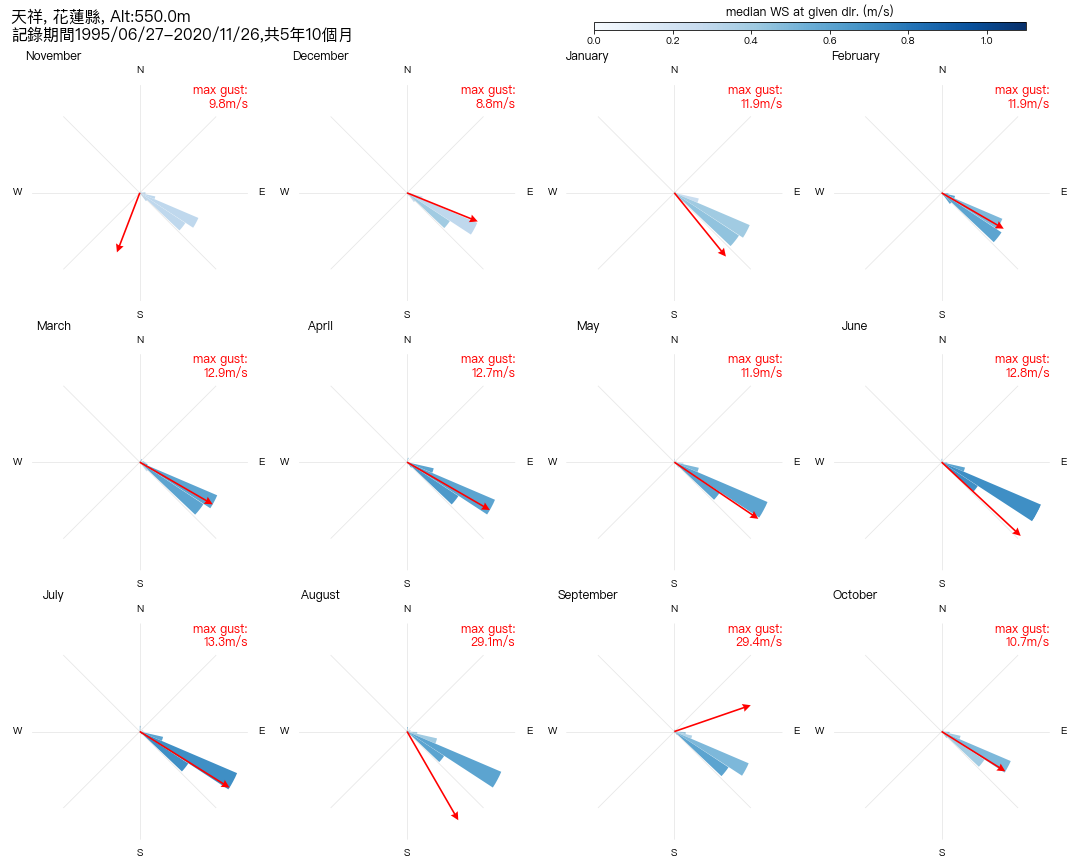 天祥, 花蓮縣, Alt:550.0m
記錄期間1995/06/27-2020/11/26,共5年10個月
median WS at given dir. (m/s)
0.0 0.2 0.4 0.6 0.8 1.0
November
N
max gust:
9.8m/s
W E
S
December
N
max gust:
8.8m/s
W E
S
January
N
max gust:
11.9m/s
W E
S
February
N
max gust:
11.9m/s
W E
S
March
N
max gust:
12.9m/s
W E
S
April
N
max gust:
12.7m/s
W E
S
May
N
max gust:
11.9m/s
W E
S
June
N
max gust:
12.8m/s
W E
S
July
N
max gust:
13.3m/s
W E
S
August
N
max gust:
29.1m/s
W E
S
September
N
max gust:
29.4m/s
W E
S
October
N
max gust:
10.7m/s
W E
S